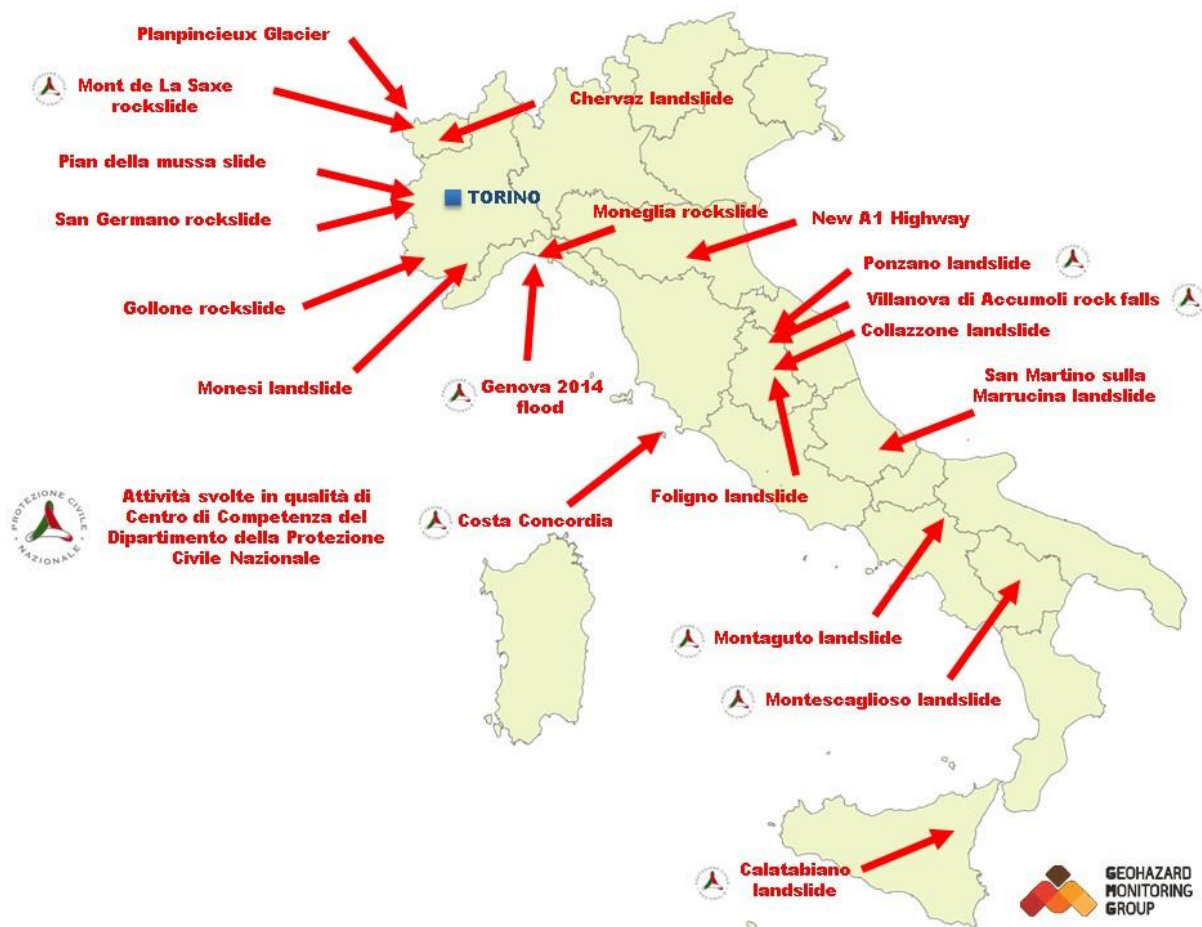 Planpincieux Glacier
Mont de La Saxe
rockslide
Chervaz landslide
Pian della mussa slide
TORINO
San Germano rockslide
Moneglia rockslide
New A1 Highway
Ponzano landslide
Villanova di Accumoli rock falls
Gollone rockslide
Collazzone landslide
Monesi landslide
Genova 2014
flood
San Martino sulla
Marrucina landslide
Foligno landslide
PROTEZIONE CIVILE
NAZIONALE
Attività svolte in qualità di
Centro di Competenza del
Dipartimento della Protezione
Civile Nazionale
Costa Concordia
Montaguto landslide
Montescaglioso landslide
Calatabiano
landslide
GEOHAZARD
MONITORING
GROUP